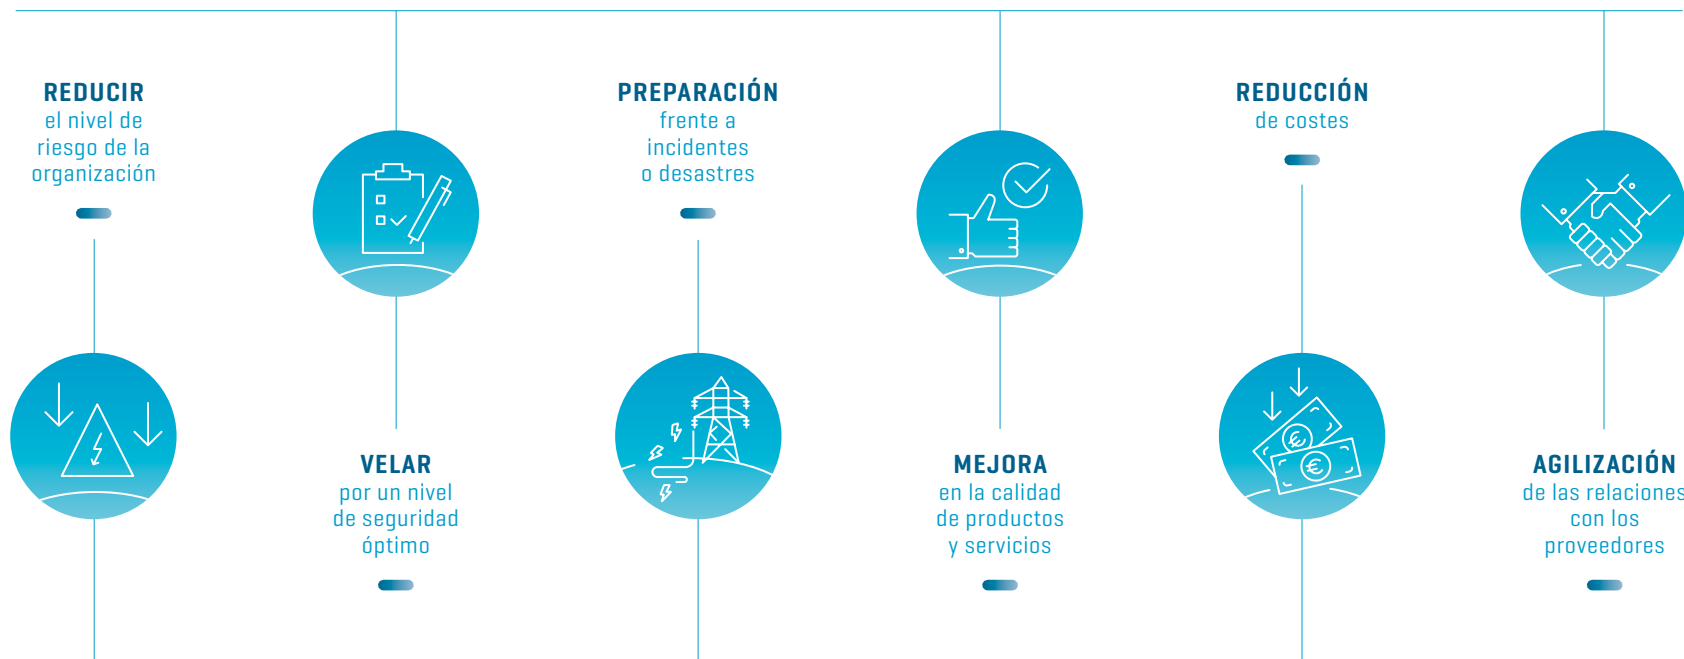 REDUCIR
el nivel de
riesgo de la
organización
VELAR
por un nivel
de seguridad
óptimo
PREPARACIÓN
frente a
incidentes
o desastres
MEJORA
en la calidad
de productos
y servicios
REDUCCIÓN
de costes
€
€
AGILIZACIÓN
de las relaciones
con los
proveedores